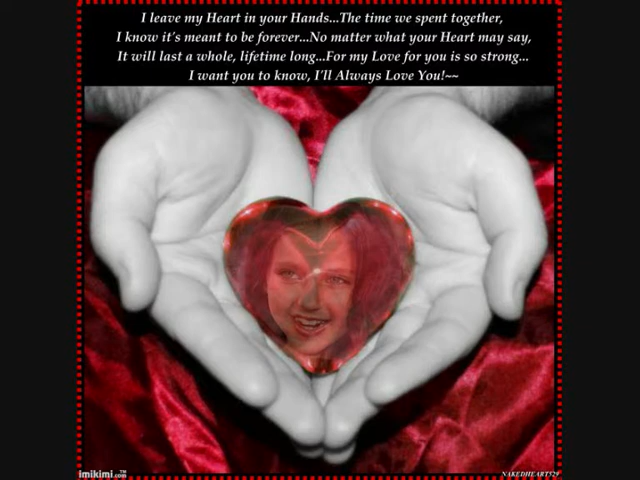 I leave my Heart in your Hands...The time we spent together,
I know it's meant to be forever...No matter what your Heart may say,
It will last a whole, lifetime long...For my Love for you is so strong...
I want you to know, I'll Always Love You!~~
imikimi.com™
NAKEDHEART529